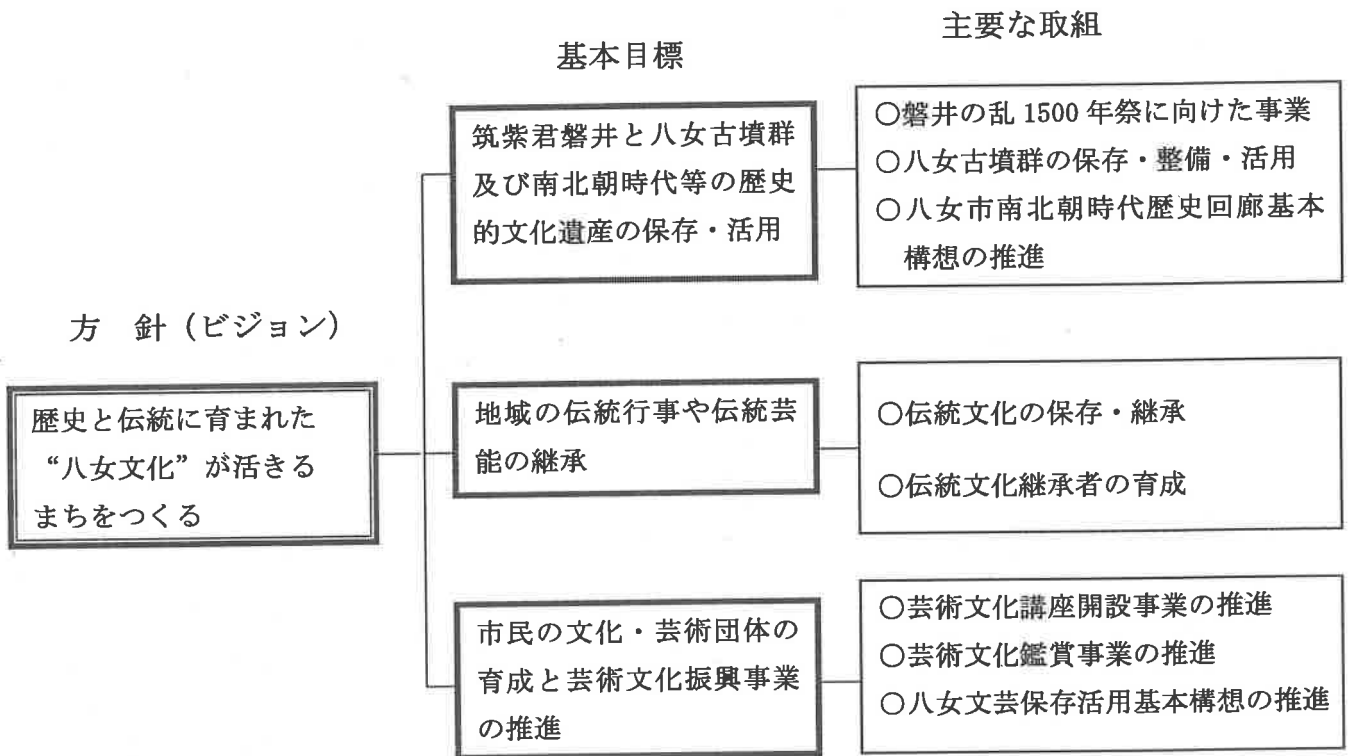 主要な取組
基本目標
筑紫君磐井と八女古墳群
及び南北朝時代等の歴史
的文化遺産の保存・活用
○磐井の乱1500年祭に向けた事業
○八女古墳群の保存・整備・活用
○八女市南北朝時代歴史回廊基本
構想の推進
方　針（ビジョン）
歴史と伝統に育まれた
“八女文化”が活きる
まちをつくる
地域の伝統行事や伝統芸
能の継承
○伝統文化の保存・継承
○伝統文化継承者の育成
市民の文化・芸術団体の
育成と芸術文化振興事業
の推進
○芸術文化講座開設事業の推進
○芸術文化鑑賞事業の推進
○八女文芸保存活用基本構想の推進